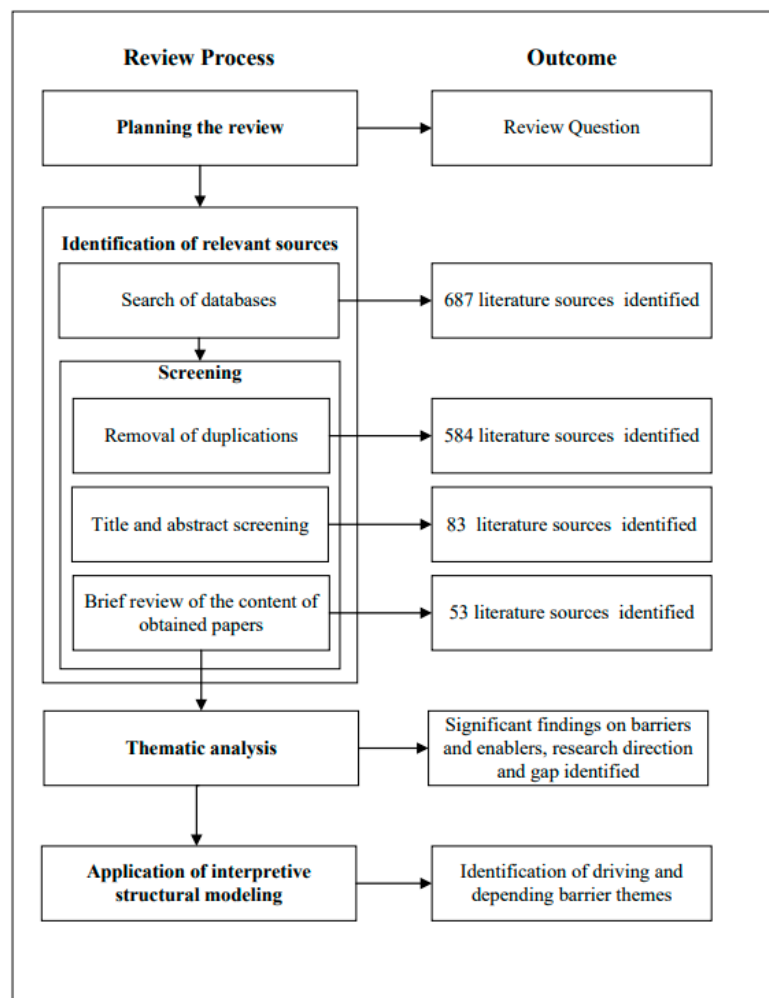 Review Process
Outcome
Planning the review
Review Question
Identification of relevant sources
Search of databases
687 literature sources identified
Screening
Removal of duplications
584 literature sources identified
Title and abstract screening
83 literature sources identified
Brief review of the content of
obtained papers
53 literature sources identified
Thematic analysis
Significant findings on barriers
and enablers, research direction
and gap identified
Application of interpretive
structural modeling
Identification of driving and
depending barrier themes